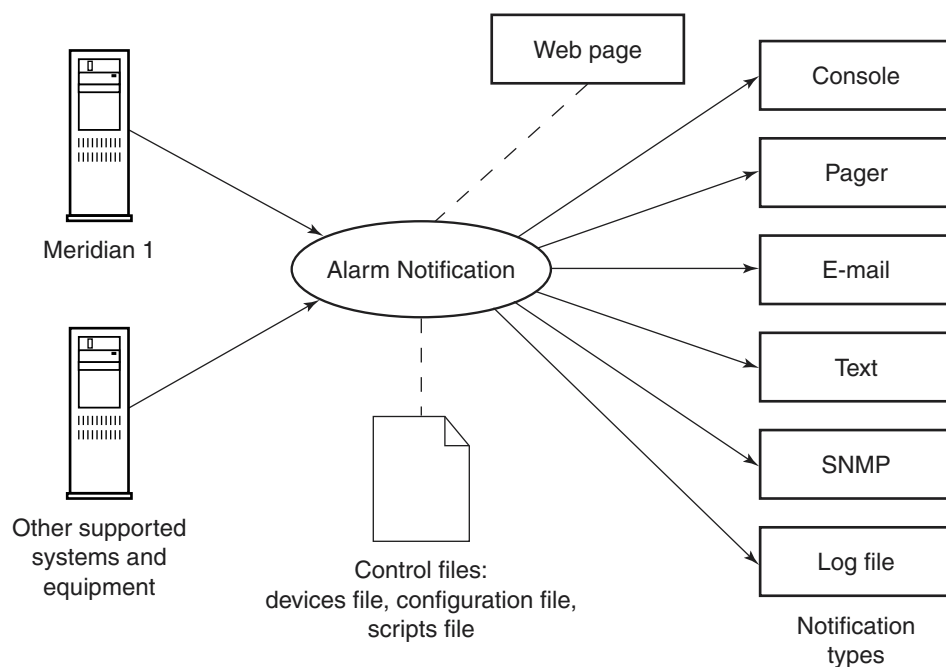 Web page
Console
Pager
E-mail
Text
SNMP
Log file
Notification
types
Meridian 1
Alarm Notification
Other supported
systems and
equipment
Control files:
devices file, configuration file,
scripts file